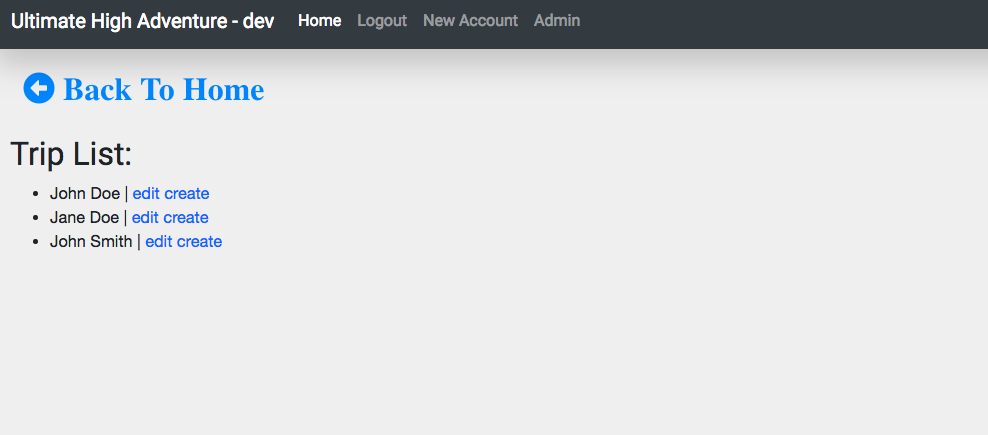 Ultimate High Adventure - dev Home Logout New Account Admin
Back To Home
Trip List:
John Doe | edit create
Jane Doe | edit create
John Smith | edit create